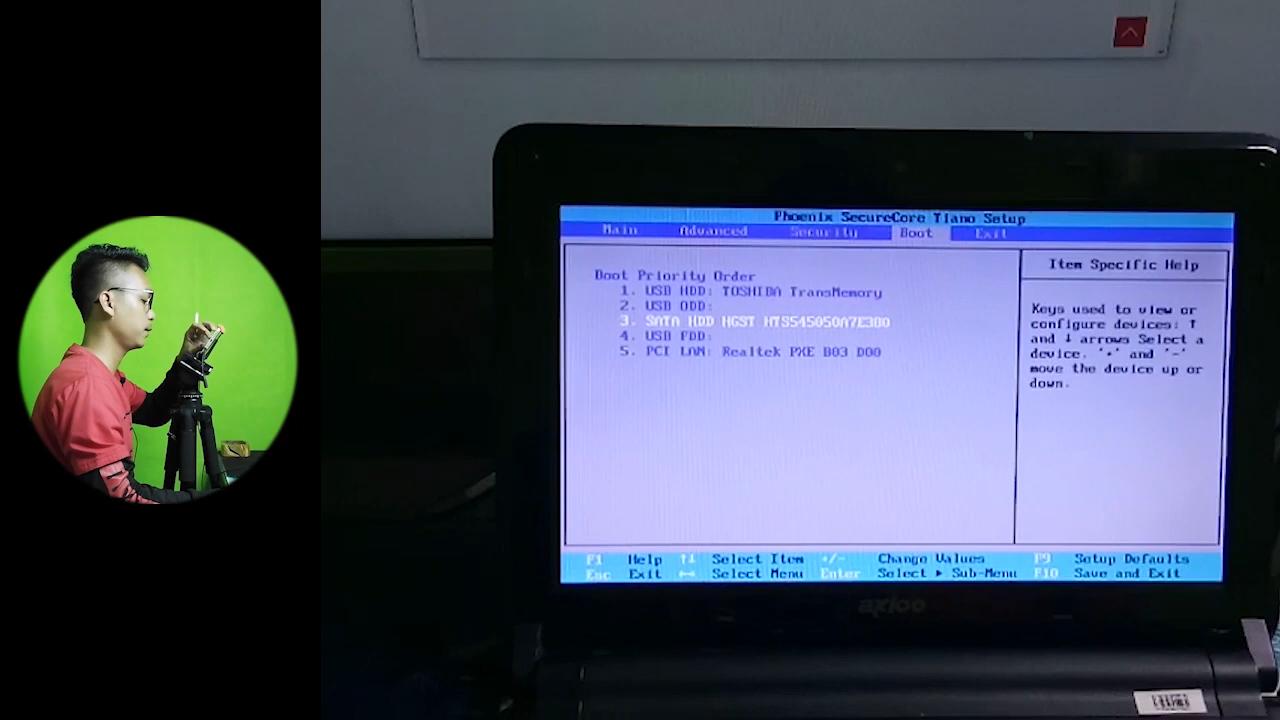 Phoenix SecureCore Tiano Setup
Main Advanced Security Boot Exit
Boot Priority Order
1. USB HDD: TOSHIBA TransMemory
2. USB ODD:
3. SATA HDD HGST HTS545050A7E380
4. USB FDD:
5. PCI LAN: Realtek PXE B03 D00
Item Specific Help
Keys used to view or
configure devices: ↑
and ↓ arrows Select a
device. '+' and '-'
move the device up or
down.
F1 Help ↑↓ Select Item +/- Change Values F9 Setup Defaults
Esc Exit ←→ Select Menu Enter Select ▶ Sub-Menu F10 Save and Exit
axioo